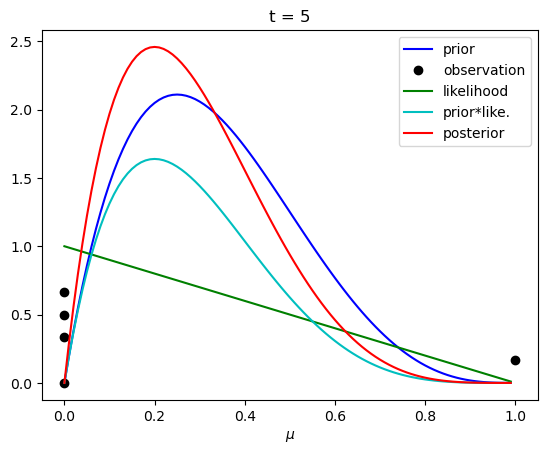 t = 5
prior
observation
likelihood
prior*like.
posterior
2.5
2.0
1.5
1.0
0.5
0.0
0.0 0.2 0.4 0.6 0.8 1.0
μ